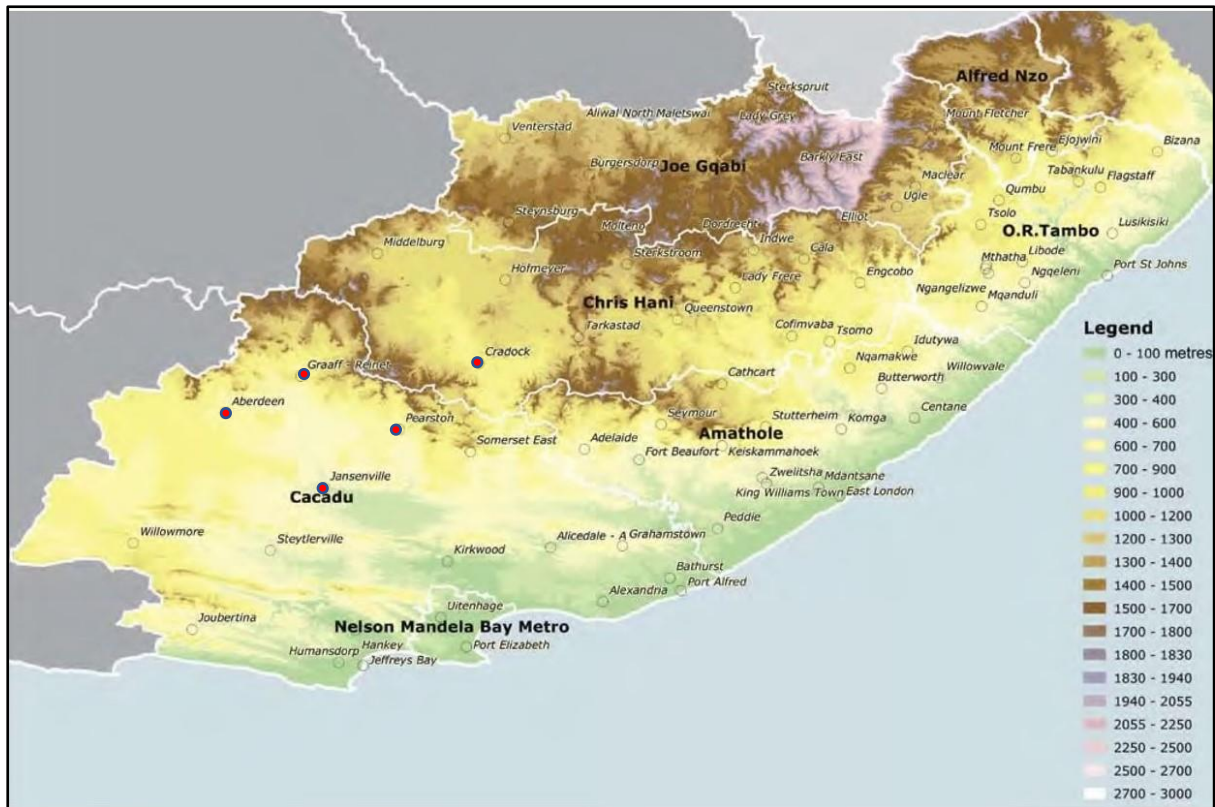 Alfred Nzo
Sterkspruit
Aliwal North Maletswai
Lady Grey
Mount Fletcher
Venterstad
Barkly East
Mount Frere
Ejojwini
Bizana
Burgersdorp
Joe Gqabi
Maclear
Tabankulu
Flagstaff
Ugie
Qumbu
Steynsburg
Molteno
Dordrecht
Elliot
Tsolo
Lusikisiki
O.R.Tambo
Middelburg
Sterkstroom
Indwe
Cala
Mthatha
Libode
Hofmeyer
Lady Frere
Engcobo
Ngqeleni
Port St Johns
Ngangelizwe
Mqanduli
Chris Hani
Queenstown
Tarkastad
Cofimvaba
Tsomo
Idutywa
Cradock
Graaff - Reinet
Nqamakwe
Willowvale
Cathcart
Butterworth
Aberdeen
Pearston
Seymour
Stutterheim
Komga
Centane
Amathole
Somerset East
Adelaide
Fort Beaufort
Keiskammahoek
Jansenville
Zwelitsha
Mdantsane
Cacadu
King Williams Town
East London
Peddie
Willowmore
Steytlerville
Kirkwood
Alicedale - A
Grahamstown
Bathurst
Port Alfred
Alexandria
Uitenhage
Joubertina
Nelson Mandela Bay Metro
Hankey
Port Elizabeth
Humansdorp
Jeffreys Bay
Legend
0 - 100 metres
100 - 300
300 - 400
400 - 600
600 - 700
700 - 900
900 - 1000
1000 - 1200
1200 - 1300
1300 - 1400
1400 - 1500
1500 - 1700
1700 - 1800
1800 - 1830
1830 - 1940
1940 - 2055
2055 - 2250
2250 - 2500
2500 - 2700
2700 - 3000